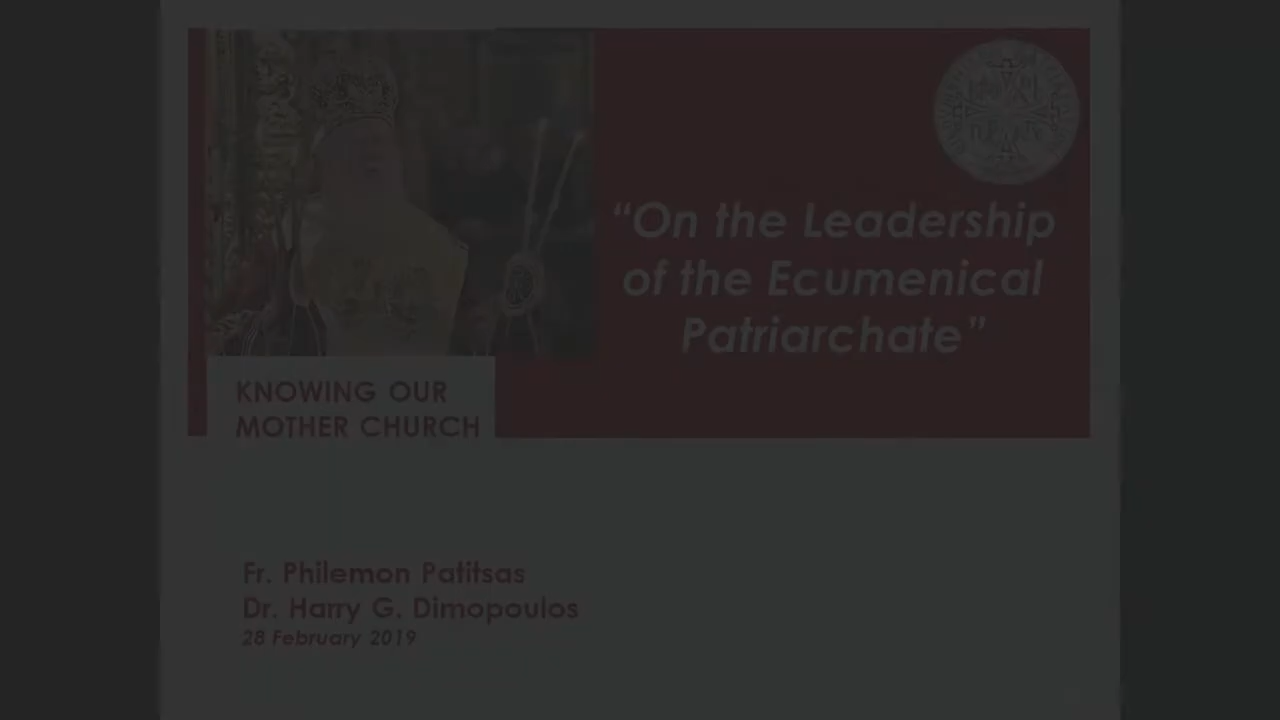 “On the Leadership
of the Ecumenical
Patriarchate”
KNOWING OUR
MOTHER CHURCH
Fr. Philemon Patitsas
Dr. Harry G. Dimopoulos
28 February 2019